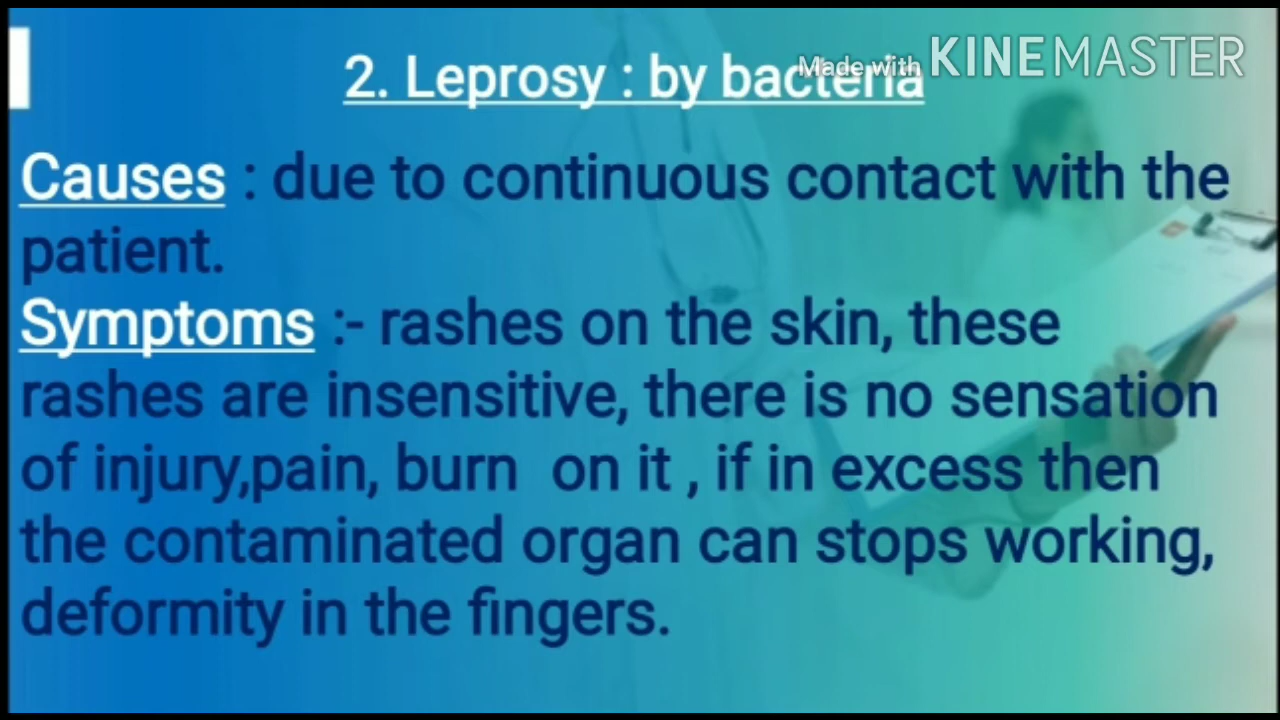 Made with KINEMASTER
2. Leprosy : by bacteria
Causes : due to continuous contact with the
patient.
Symptoms :- rashes on the skin, these
rashes are insensitive, there is no sensation
of injury,pain, burn on it , if in excess then
the contaminated organ can stops working,
deformity in the fingers.